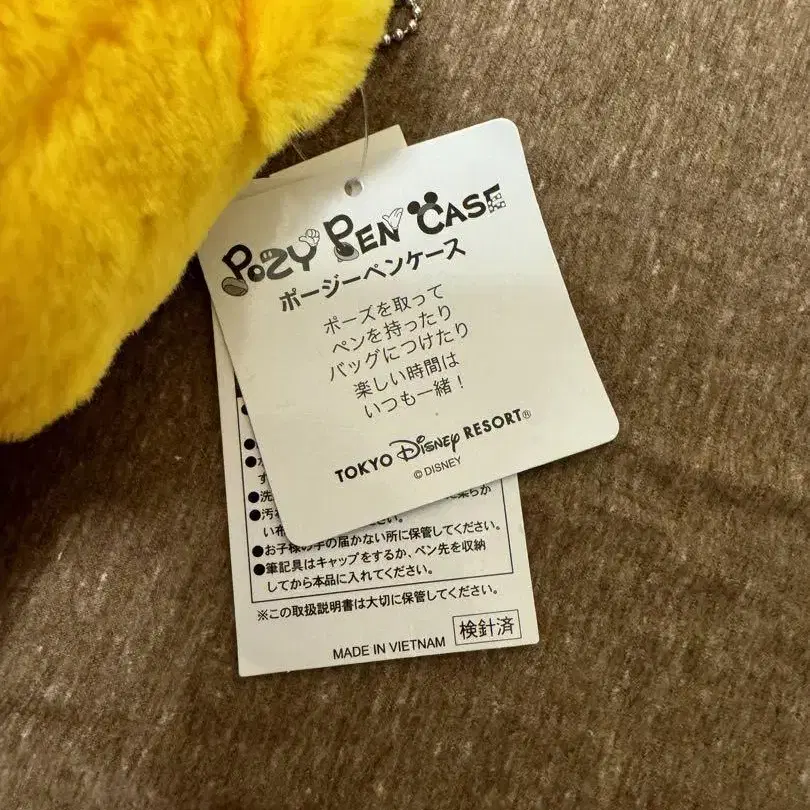 POZY PEN CASE
ポージーペンケース
ポーズを取って
ペンを持ったり
バッグにつけたり
楽しい時間は
いつも一緒!
TOKYO DISNEY RESORT®
© DISNEY
●
●
●洗
●汚
い布 ください。
●お子様の手の届かない所に保管してください。
●筆記具はキャップをするか、ペン先を収納
してから本品に入れてください。
※この取扱説明書は大切に保管してください。
MADE IN VIETNAM
検針済